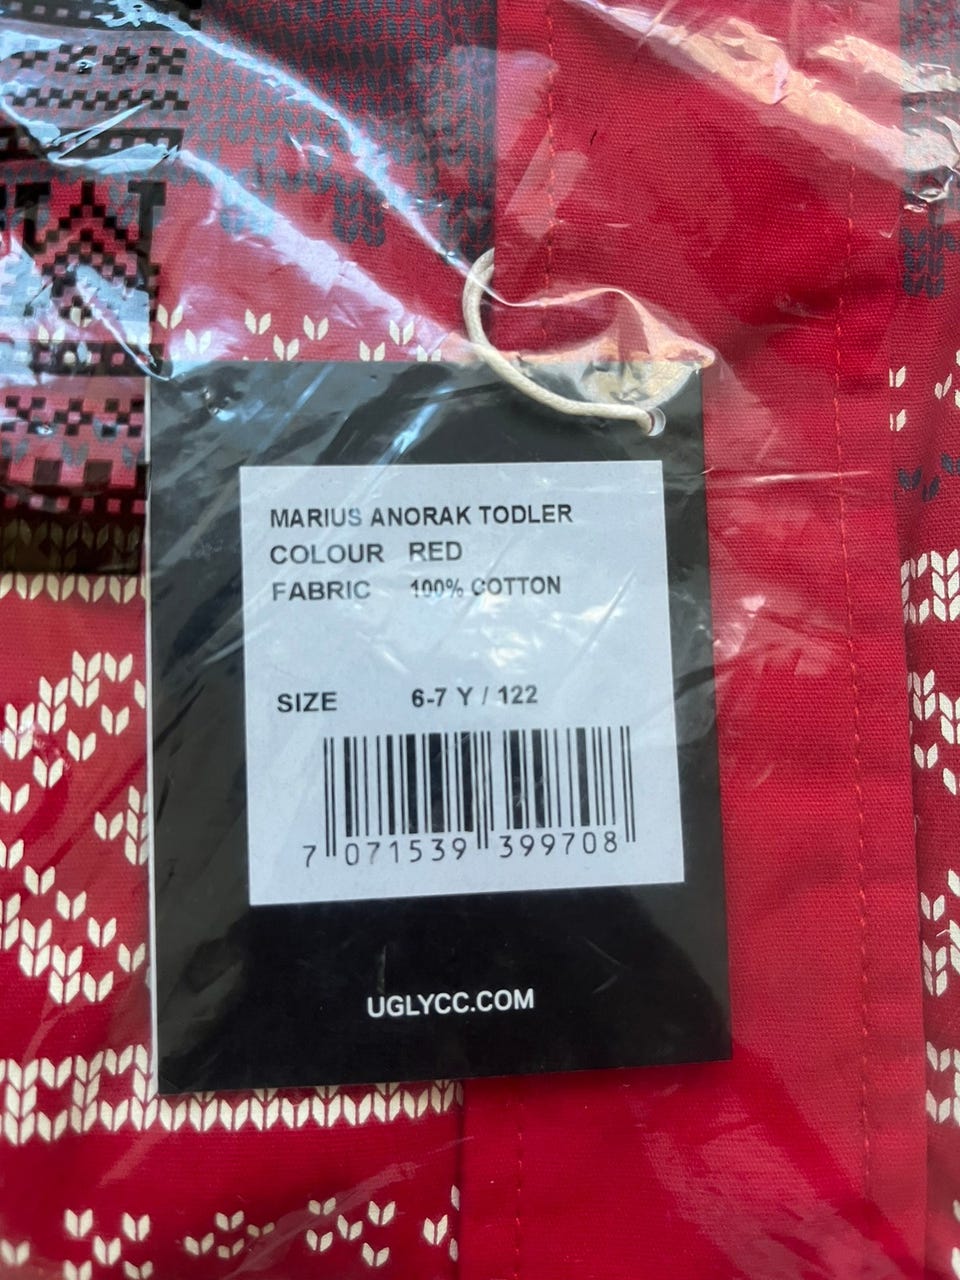 MARIUS ANORAK TODLER
COLOUR RED
FABRIC 100% COTTON
SIZE 6-7 Y / 122
7 071539 399708
UGLYCC.COM